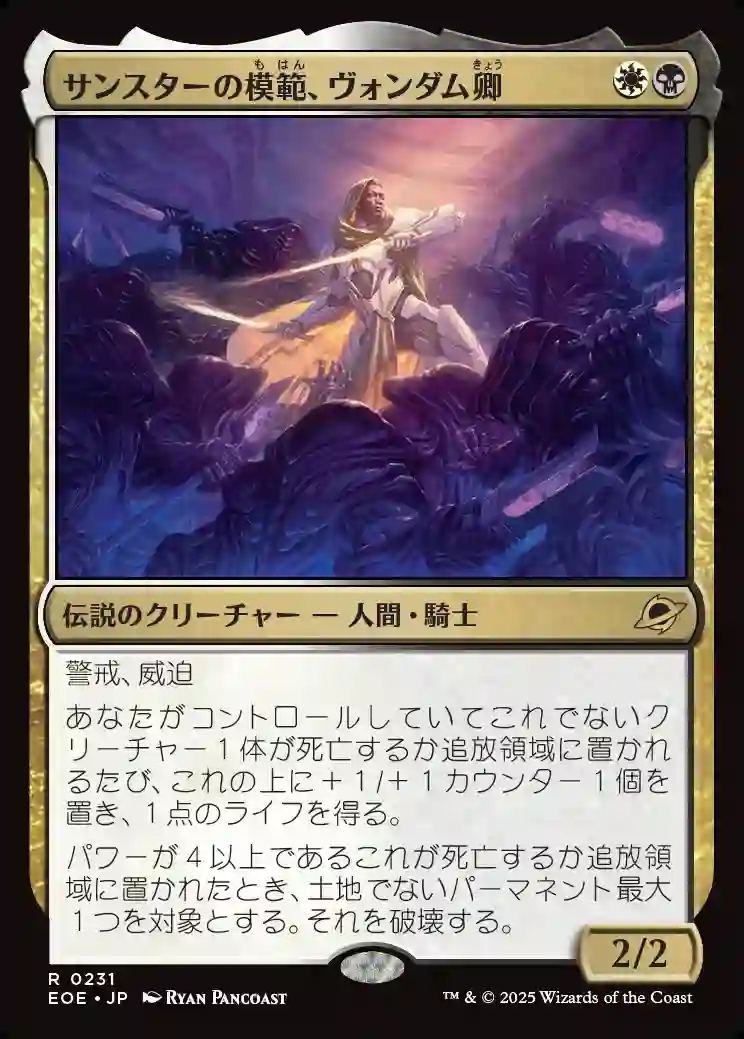 サンスターの模範、ヴォンダム卿
もはん
きょう
伝説のクリーチャー ― 人間・騎士
警戒、威迫
あなたがコントロールしていてこれでないク
リーチャー1体が死亡するか追放領域に置かれ
るたび、これの上に+1/+1カウンター1個を
置き、1点のライフを得る。
パワーが4以上であるこれが死亡するか追放領
域に置かれたとき、土地でないパーマネント最大
1つを対象とする。それを破壊する。
2/2
R 0231
EOE • JP RYAN PANCOAST
™ & © 2025 Wizards of the Coast